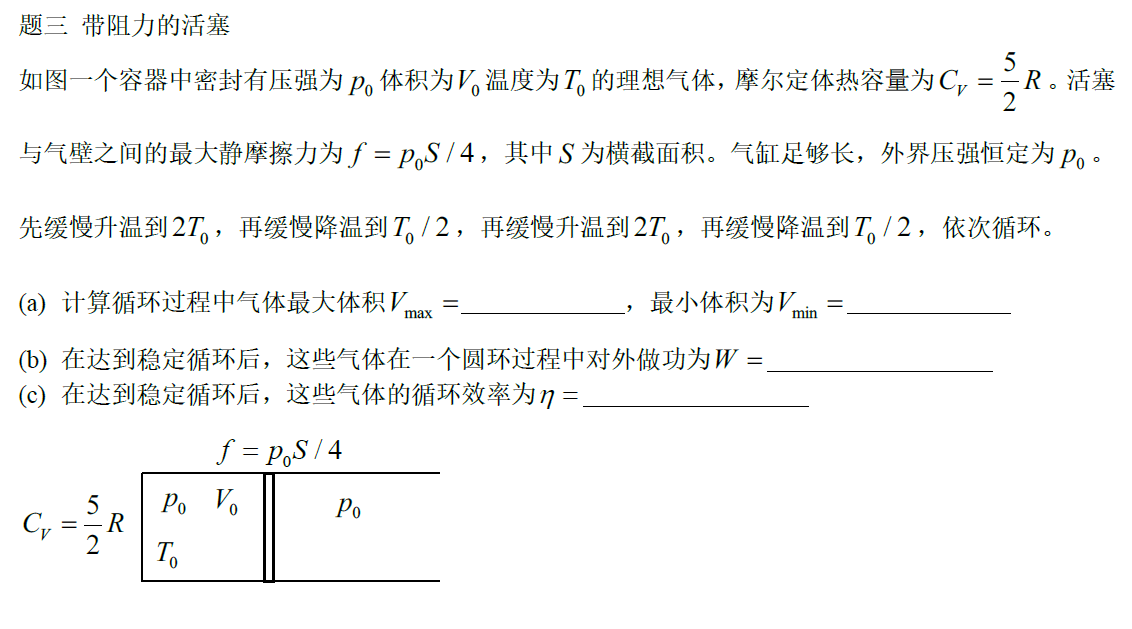 题三 带阻力的活塞
如图一个容器中密封有压强为 p₀ 体积为 V₀ 温度为 T₀ 的理想气体，摩尔定体热容量为 C_V = 5/2 R 。活塞
与气壁之间的最大静摩擦力为 f = p₀S / 4，其中 S 为横截面积。气缸足够长，外界压强恒定为 p₀ 。
先缓慢升温到 2T₀，再缓慢降温到 T₀ / 2，再缓慢升温到 2T₀，再缓慢降温到 T₀ / 2，依次循环。
(a) 计算循环过程中气体最大体积 V_max = ____________，最小体积为 V_min = ____________
(b) 在达到稳定循环后，这些气体在一个圆环过程中对外做功为 W = ________________
(c) 在达到稳定循环后，这些气体的循环效率为 η = ________________
f = p₀S / 4
C_V = 5/2 R
p₀ V₀
p₀
T₀